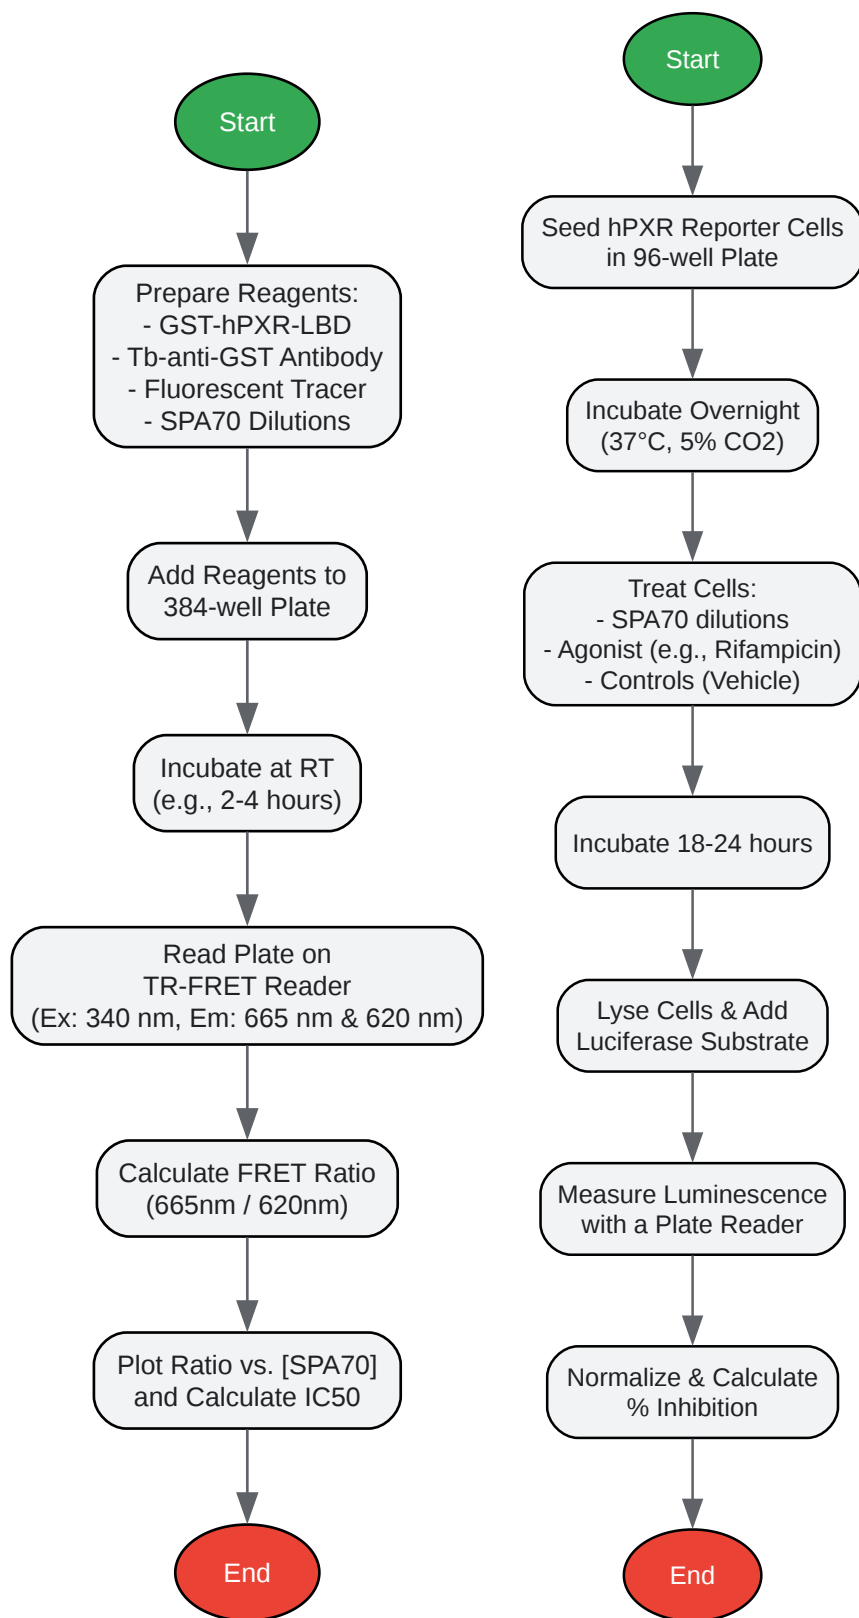 Start
Prepare Reagents:
- GST-hPXR-LBD
- Tb-anti-GST Antibody
- Fluorescent Tracer
- SPA70 Dilutions
Add Reagents to
384-well Plate
Incubate at RT
(e.g., 2-4 hours)
Read Plate on
TR-FRET Reader
(Ex: 340 nm, Em: 665 nm & 620 nm)
Calculate FRET Ratio
(665nm / 620nm)
Plot Ratio vs. [SPA70]
and Calculate IC50
End
Start
Seed hPXR Reporter Cells
in 96-well Plate
Incubate Overnight
(37°C, 5% CO2)
Treat Cells:
- SPA70 dilutions
- Agonist (e.g., Rifampicin)
- Controls (Vehicle)
Incubate 18-24 hours
Lyse Cells & Add
Luciferase Substrate
Measure Luminescence
with a Plate Reader
Normalize & Calculate
% Inhibition
End